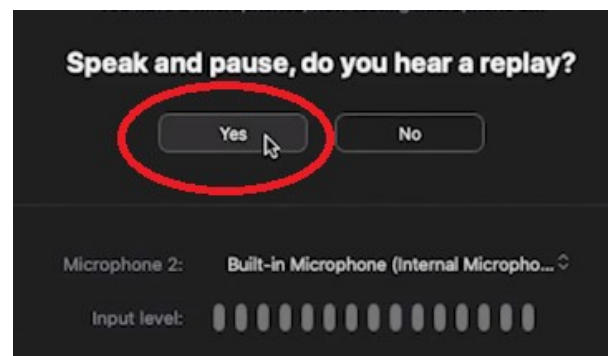 Speak and pause, do you hear a replay?
Yes
No
Microphone 2: Built-in Microphone (Internal Micropho...
Input level: